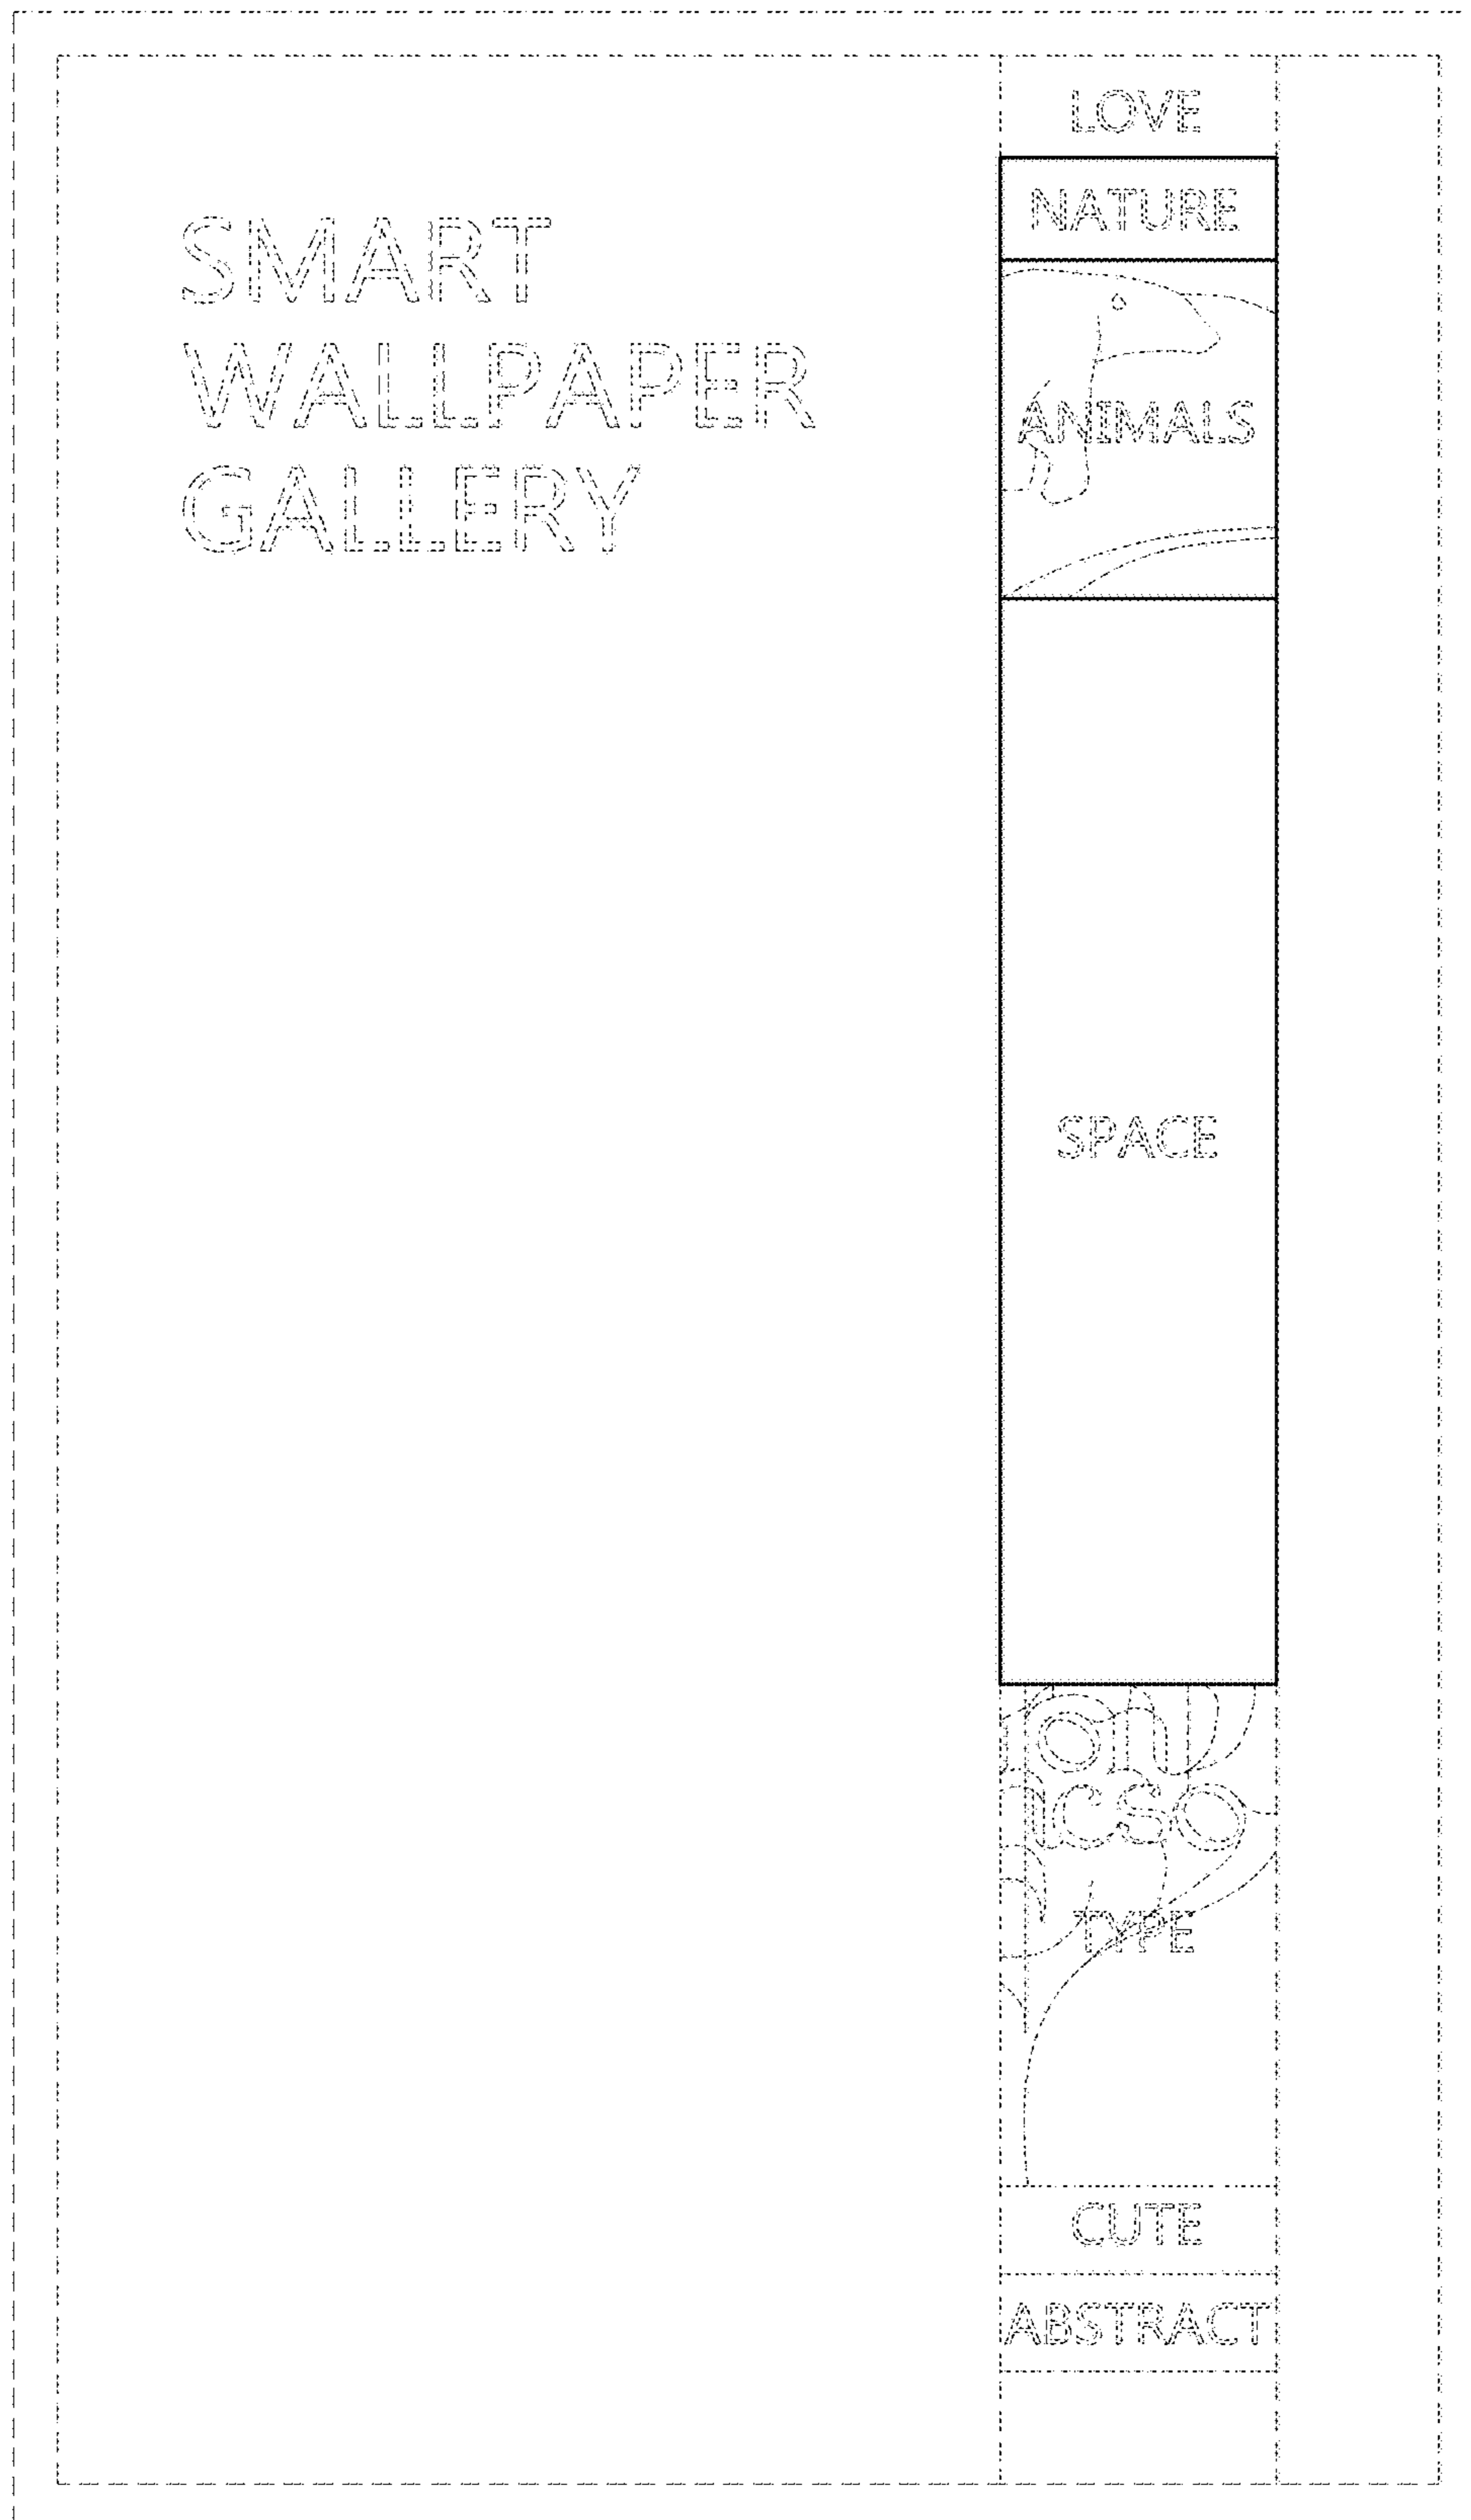 SMART
WALLPAPER
GALLERY
LOVE
NATURE
ANIMALS
SPACE
TYPE
CUTE
ABSTRACT